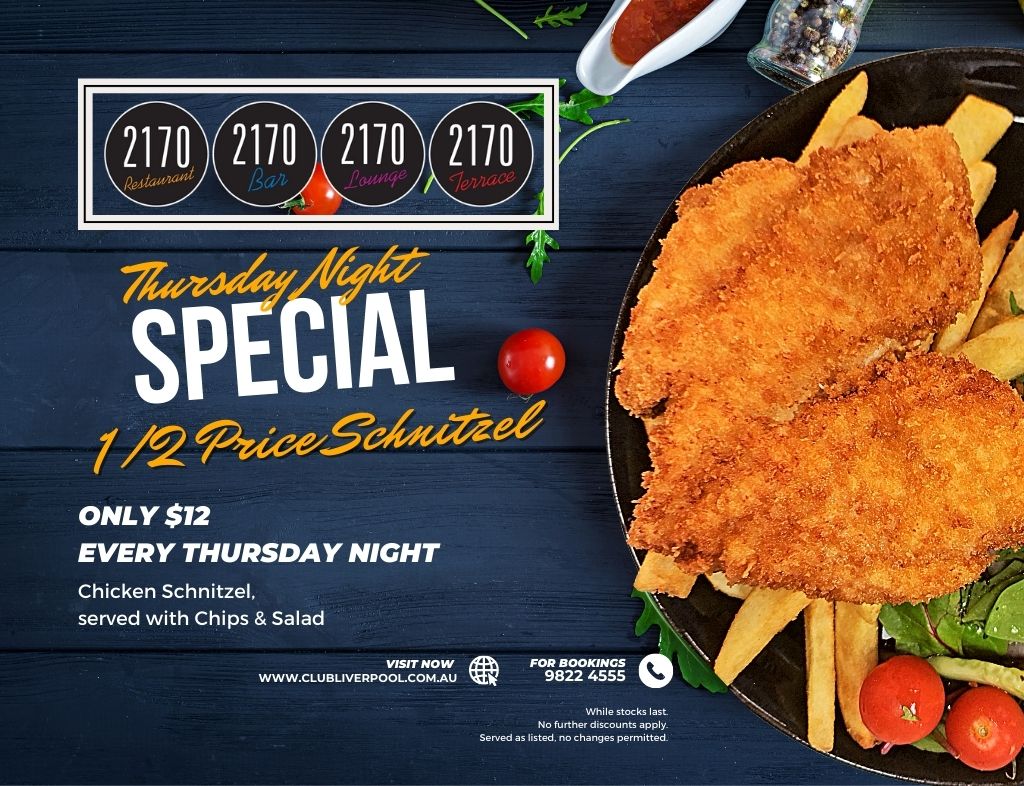 2170 2170 2170 2170
Restaurant Bar Lounge Terrace
Thursday Night
SPECIAL
1/2 Price Schnitzel
ONLY $12
EVERY THURSDAY NIGHT
Chicken Schnitzel,
served with Chips & Salad
VISIT NOW
WWW.CLUBLIVERPOOL.COM.AU
FOR BOOKINGS
9822 4555
While stocks last.
No further discounts apply.
Served as listed, no changes permitted.